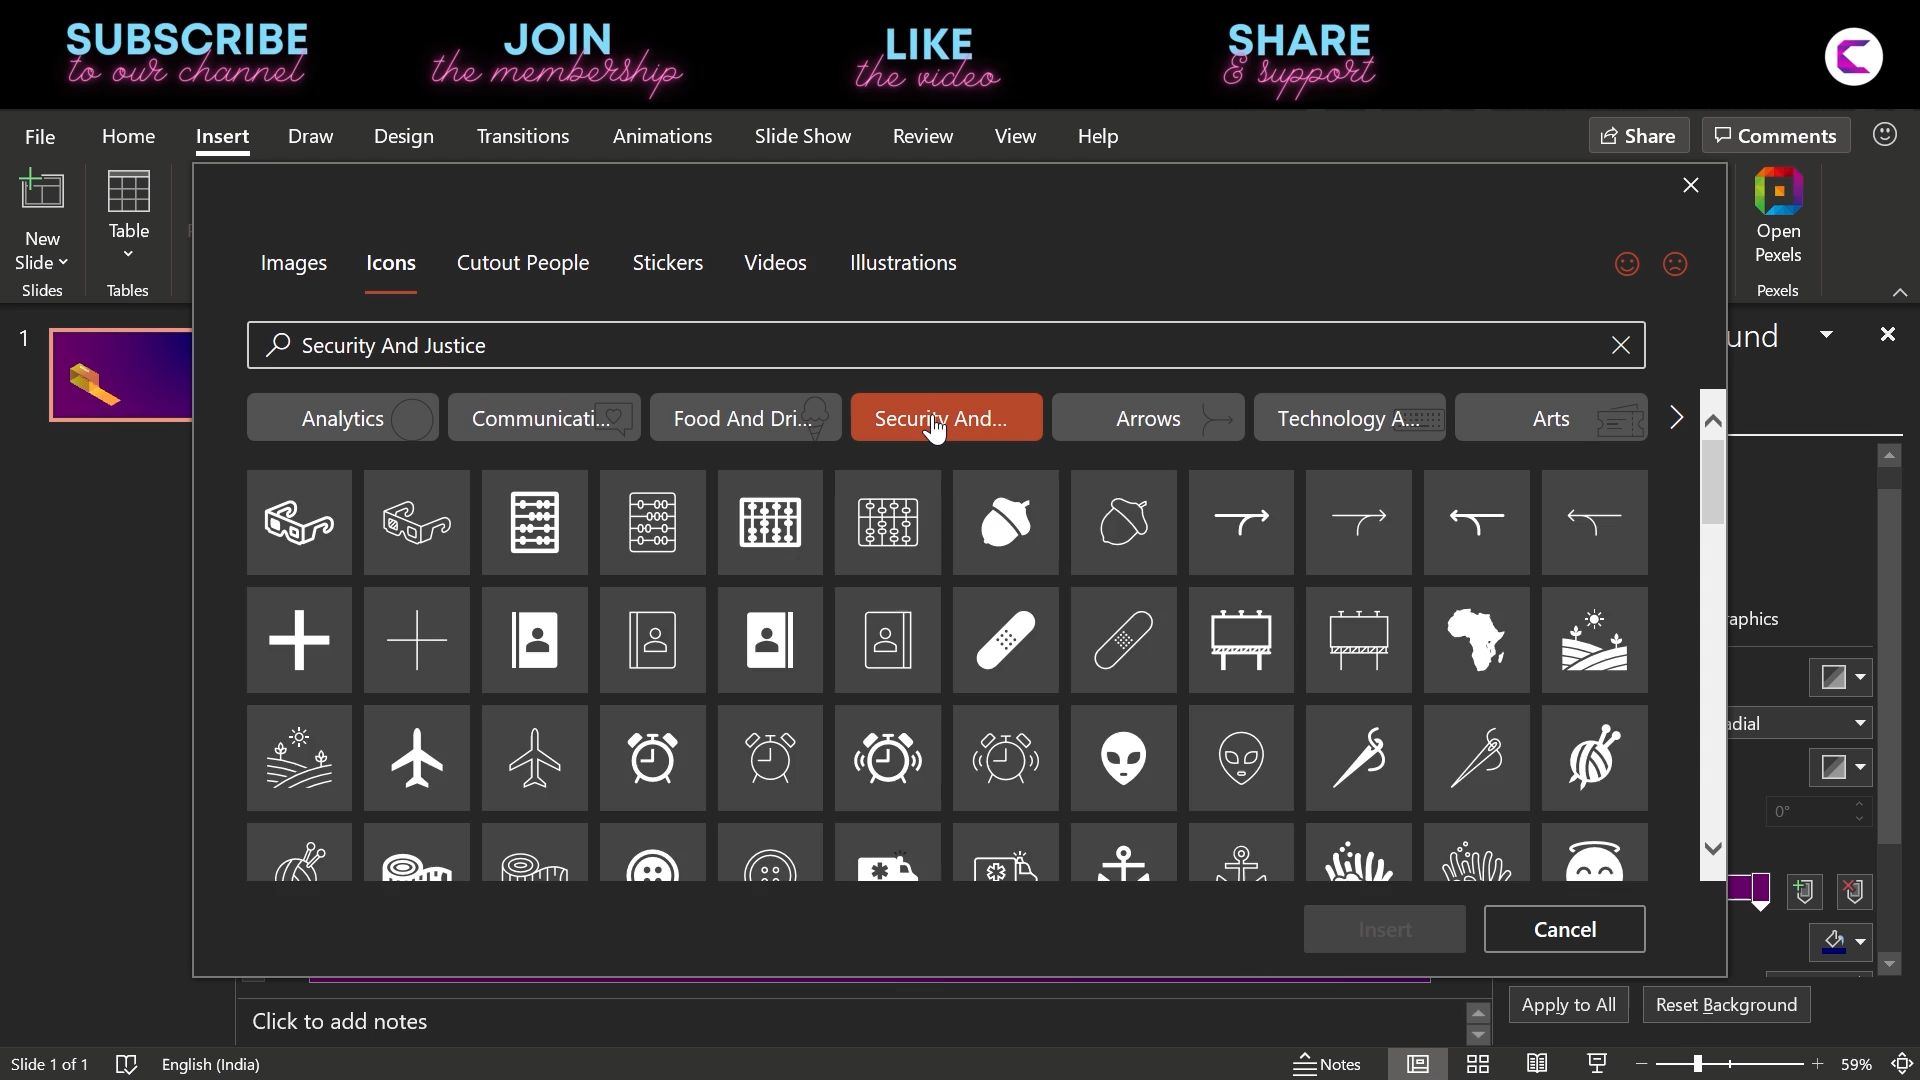 SUBSCRIBE
to our channel
JOIN
the membership
LIKE
the video
SHARE
& support
File
Home
Insert
Draw
Design
Transitions
Animations
Slide Show
Review
View
Help
Share
Comments
New
Slide
Slides
Table
Tables
Open
Pexels
Pexels
Images
Icons
Cutout People
Stickers
Videos
Illustrations
1
und
Security And Justice
Analytics
Communicati...
Food And Dri...
Security And...
Arrows
Technology A...
Arts
raphics
adial
0°
Insert
Cancel
Click to add notes
Apply to All
Reset Background
Slide 1 of 1
English (India)
Notes
59%